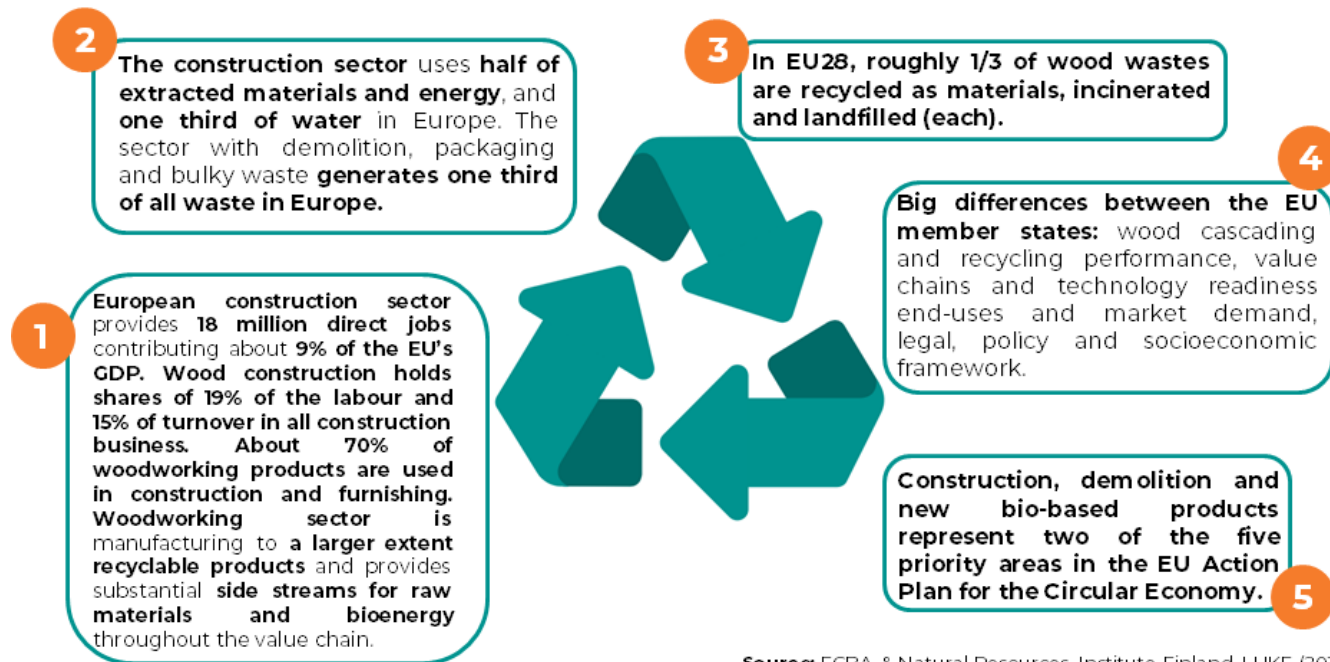 1
European construction sector
provides 18 million direct jobs
contributing about 9% of the EU's
GDP. Wood construction holds
shares of 19% of the labour and
15% of turnover in all construction
business. About 70% of
woodworking products are used
in construction and furnishing.
Woodworking sector is
manufacturing to a larger extent
recyclable products and provides
substantial side streams for raw
materials and bioenergy
throughout the value chain.
2
The construction sector uses half of
extracted materials and energy, and
one third of water in Europe. The
sector with demolition, packaging
and bulky waste generates one third
of all waste in Europe.
3
In EU28, roughly 1/3 of wood wastes
are recycled as materials, incinerated
and landfilled (each).
4
Big differences between the EU
member states: wood cascading
and recycling performance, value
chains and technology readiness
end-uses and market demand,
legal, policy and socioeconomic
framework.
5
Construction, demolition and
new bio-based products
represent two of the five
priority areas in the EU Action
Plan for the Circular Economy.
Source: & Natural Resources Institute Finland LUKE